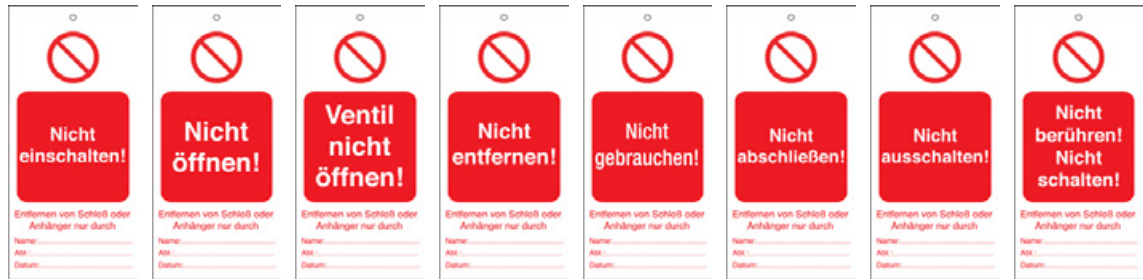 Nicht
einschalten!
Entfernen von Schloß oder
Anhänger nur durch
Name:
Abt.:
Datum:
Nicht
öffnen!
Entfernen von Schloß oder
Anhänger nur durch
Name:
Abt.:
Datum:
Ventil
nicht
öffnen!
Entfernen von Schloß oder
Anhänger nur durch
Name:
Abt.:
Datum:
Nicht
entfernen!
Entfernen von Schloß oder
Anhänger nur durch
Name:
Abt.:
Datum:
Nicht
gebrauchen!
Entfernen von Schloß oder
Anhänger nur durch
Name:
Abt.:
Datum:
Nicht
abschließen!
Entfernen von Schloß oder
Anhänger nur durch
Name:
Abt.:
Datum:
Nicht
ausschalten!
Entfernen von Schloß oder
Anhänger nur durch
Name:
Abt.:
Datum:
Nicht
berühren!
Nicht
schalten!
Entfernen von Schloß oder
Anhänger nur durch
Name:
Abt.:
Datum: